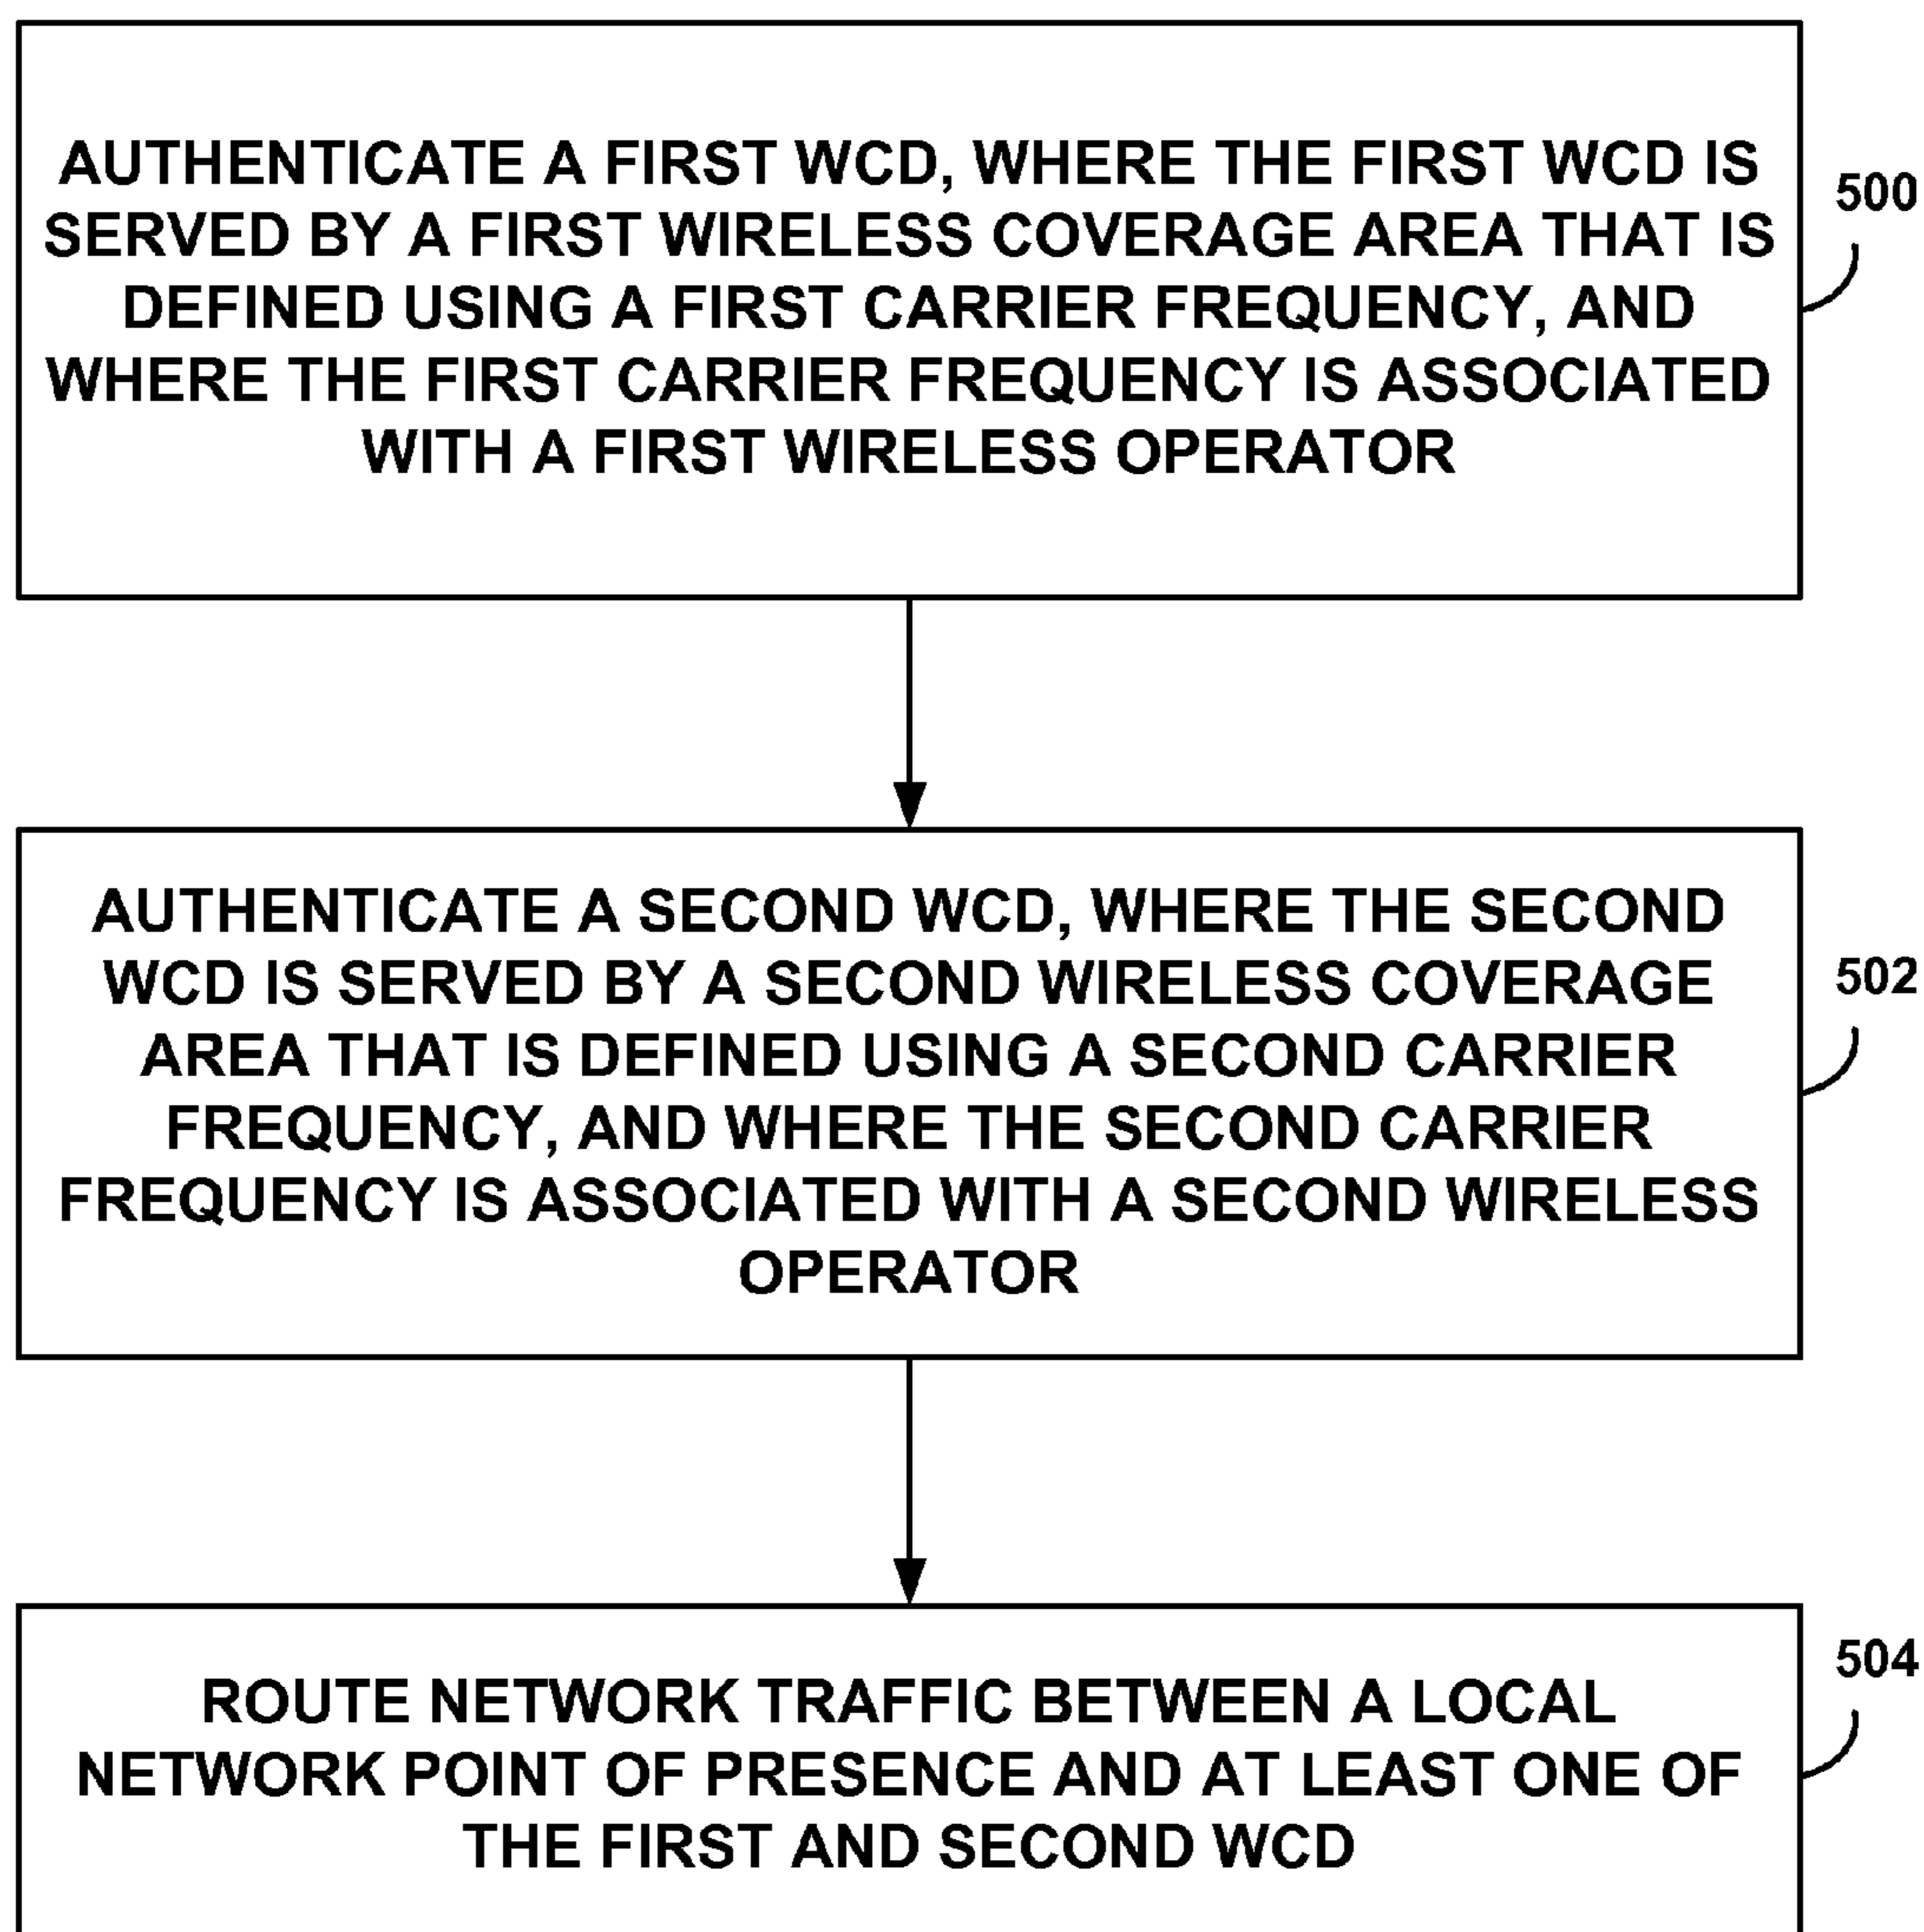 AUTHENTICATE A FIRST WCD, WHERE THE FIRST WCD IS
SERVED BY A FIRST WIRELESS COVERAGE AREA THAT IS
DEFINED USING A FIRST CARRIER FREQUENCY, AND
WHERE THE FIRST CARRIER FREQUENCY IS ASSOCIATED
WITH A FIRST WIRELESS OPERATOR
500
AUTHENTICATE A SECOND WCD, WHERE THE SECOND
WCD IS SERVED BY A SECOND WIRELESS COVERAGE
AREA THAT IS DEFINED USING A SECOND CARRIER
FREQUENCY, AND WHERE THE SECOND CARRIER
FREQUENCY IS ASSOCIATED WITH A SECOND WIRELESS
OPERATOR
502
ROUTE NETWORK TRAFFIC BETWEEN A LOCAL
NETWORK POINT OF PRESENCE AND AT LEAST ONE OF
THE FIRST AND SECOND WCD
504